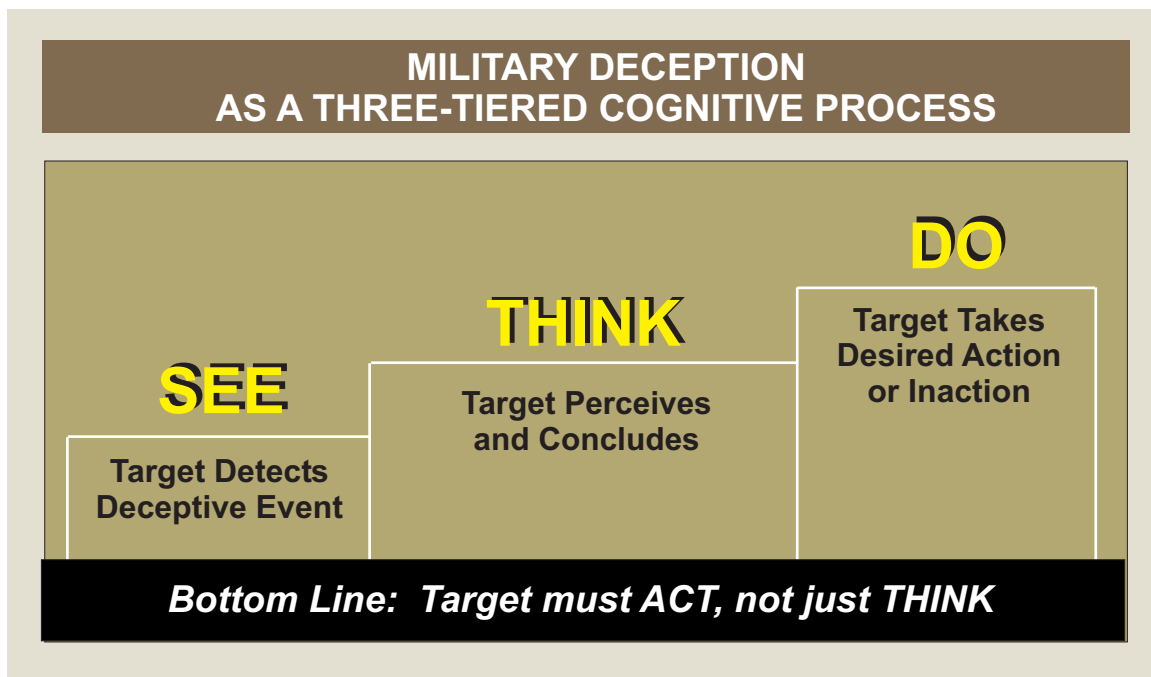 MILITARY DECEPTION
AS A THREE-TIERED COGNITIVE PROCESS
SEE
Target Detects
Deceptive Event
THINK
Target Perceives
and Concludes
DO
Target Takes
Desired Action
or Inaction
Bottom Line: Target must ACT, not just THINK